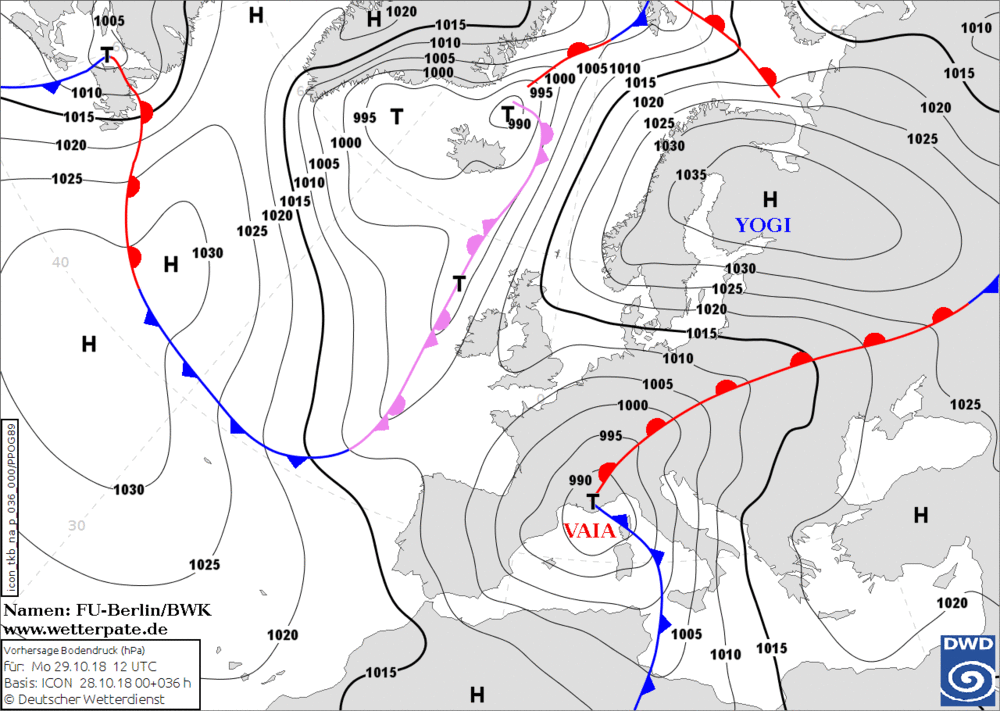 1005
T
H
H
1020
1015
1010
1005
1000
1010
1015
1020
1025
995
T
T
990
995
1000
1005
1010
1015
1020
1025
1030
1035
H
YOGI
1010
1015
1020
1025
1000
1005
1010
1015
1020
1025
40
H
1030
H
T
1030
1025
1020
1015
1010
1005
1000
995
990
T
VAIA
1025
H
1030
30
1025
1020
1015
H
1005
1010
1015
1020
icon_tkb_na_p_036_000/PPOG89
Namen: FU-Berlin/BWK
www.wetterpate.de
Vorhersage Bodendruck (hPa)
für: Mo 29.10.18 12 UTC
Basis: ICON 28.10.18 00+036 h
© Deutscher Wetterdienst
DWD